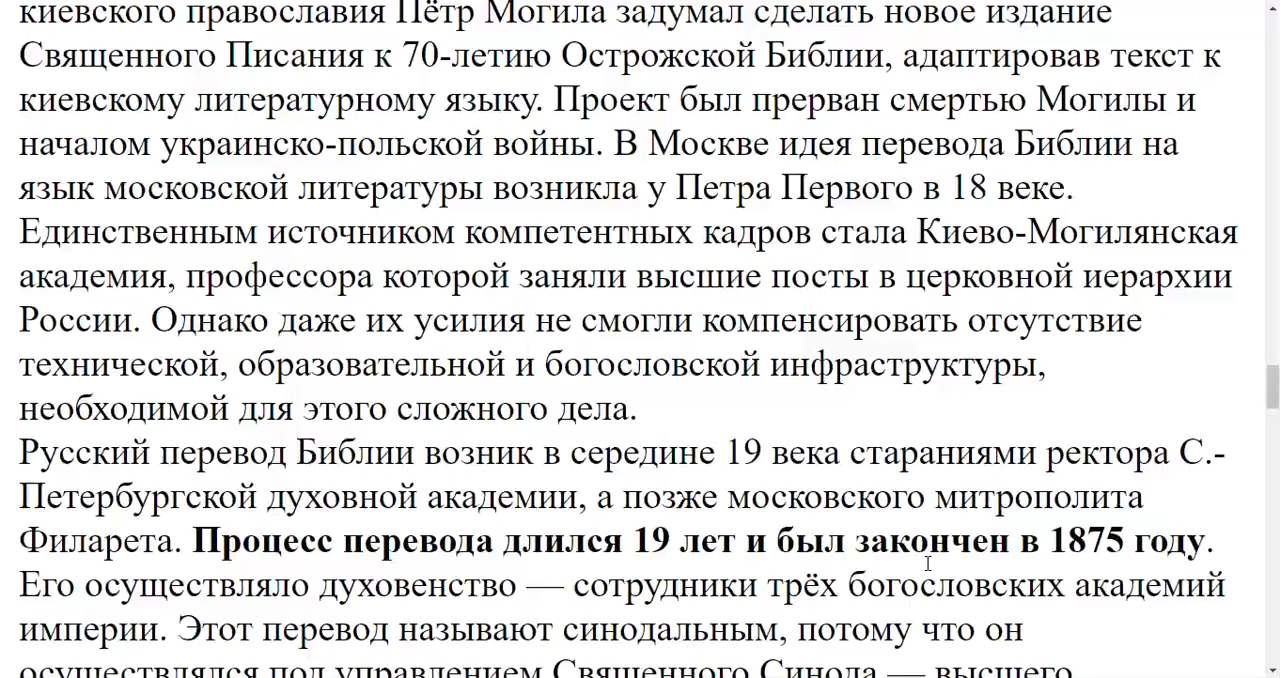 киевского православия Пётр Могила задумал сделать новое издание
Священного Писания к 70-летию Острожской Библии, адаптировав текст к
киевскому литературному языку. Проект был прерван смертью Могилы и
началом украинско-польской войны. В Москве идея перевода Библии на
язык московской литературы возникла у Петра Первого в 18 веке.
Единственным источником компетентных кадров стала Киево-Могилянская
академия, профессора которой заняли высшие посты в церковной иерархии
России. Однако даже их усилия не смогли компенсировать отсутствие
технической, образовательной и богословской инфраструктуры,
необходимой для этого сложного дела.
Русский перевод Библии возник в середине 19 века стараниями ректора С.-
Петербургской духовной академии, а позже московского митрополита
Филарета. Процесс перевода длился 19 лет и был закончен в 1875 году.
Его осуществляло духовенство — сотрудники трёх богословских академий
империи. Этот перевод называют синодальным, потому что он
осуществлялся под управлением Священного Синода — высшего